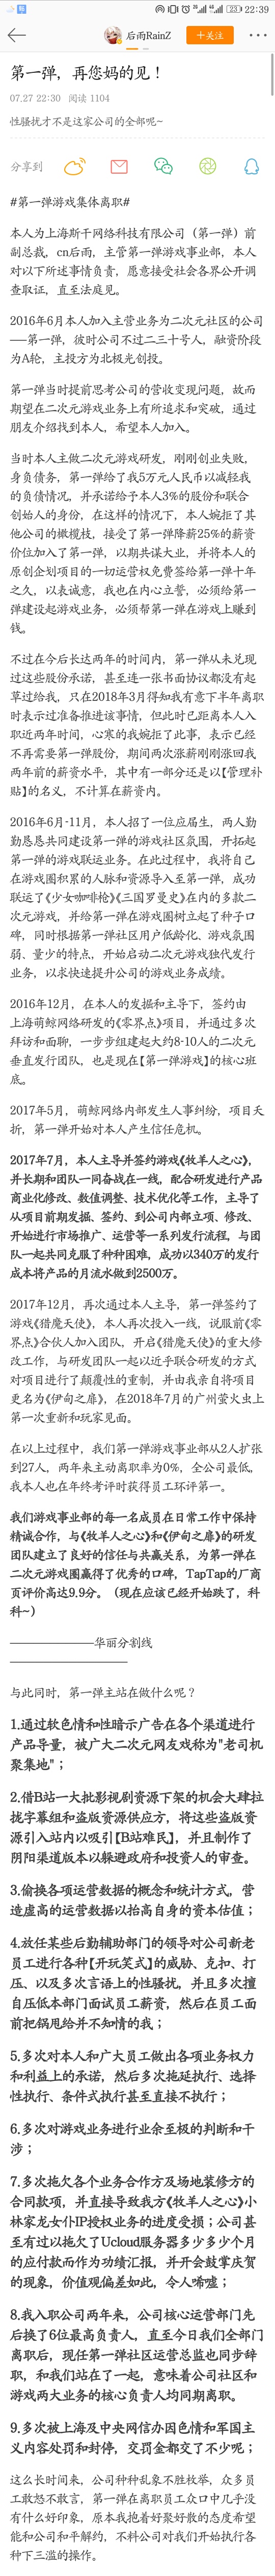 22:39
后雨RainZ
+关注
第一弹，再您妈的见！
07.27 22:30 阅读 1104
性骚扰才不是这家公司的全部呢~
分享到
#第一弹游戏集体离职#
本人为上海斯干网络科技有限公司（第一弹）前
副总裁，cn后雨，主管第一弹游戏事业部，本人
对以下所述事情负责，愿意接受社会各界公开调
查取证，直至法庭见。
2016年6月本人加入主营业务为二次元社区的公司
——第一弹，彼时公司不过二三十号人，融资阶段
为A轮，主投方为北极光创投。
第一弹当时提前思考公司的营收变现问题，故而
期望在二次元游戏业务上有所追求和突破，通过
朋友介绍找到本人，希望本人加入。
当时本人主做二次元游戏研发，刚刚创业失败，
身负债务，第一弹给了我5万元人民币以减轻我
的负债情况，并承诺给予本人3%的股份和联合
创始人的身份，在这样的情况下，本人婉拒了其
他公司的橄榄枝，接受了第一弹降薪25%的薪资
价位加入了第一弹，以期共谋大业，并将本人的
原创企划项目的一切运营权免费签给第一弹十年
之久，以表诚意，我也在内心立誓，必须给第一
弹建设起游戏业务，必须帮第一弹在游戏上赚到
钱。
不过在今后长达两年的时间内，第一弹从未兑现
过这些股份承诺，甚至连一张书面协议都没有起
草过给我，只在2018年3月得知我有意下半年离职
时表示过准备推进该事情，但此时已距离本人入
职近两年时间，心寒的我婉拒了此事，表示已经
不再需要第一弹股份，期间两次涨薪刚刚涨回我
两年前的薪资水平，其中有一部分还是以【管理补
贴】的名义，不计算在薪资内。
2016年6月-11月，本人招了一位应届生，两人勤
勤恳恳共同建设第一弹的游戏社区氛围，开拓起
第一弹的游戏联运业务。在此过程中，我将自己
在游戏圈积累的人脉和资源导入至第一弹，成功
联运了《少女咖啡枪》《三国罗曼史》在内的多款二
次元游戏，并给第一弹在游戏圈树立起了种子口
碑，同时根据第一弹社区用户低龄化、游戏氛围
弱、量少的特点，开始启动二次元游戏独代发行
业务，以求快速提升公司的游戏业务成绩。
2016年12月，在本人的发掘和主导下，签约由
上海萌鲸网络研发的《零界点》项目，并通过多次
拜访和面聊，一步步组建起大约8-10人的二次元
垂直发行团队，也是现在【第一弹游戏】的核心班
底。
2017年5月，萌鲸网络内部发生人事纠纷，项目夭
折，第一弹开始对本人产生信任危机。
2017年7月，本人主导并签约游戏《牧羊人之心》，
并长期和团队一同奋战在一线，配合研发进行产品
商业化修改、数值调整、技术优化等工作，主导了
从项目前期发掘、签约、到公司内部立项、修改、
开始进行市场推广、运营等一系列发行流程，与团
队一起共同克服了种种困难，成功以340万的发行
成本将产品的月流水做到2500万。
2017年12月，再次通过本人主导，第一弹签约了
游戏《猎魔天使》，本人再次投入一线，说服前《零
界点》合伙人加入团队，开启《猎魔天使》的重大修
改工作，与研发团队一起以近乎联合研发的方式
对项目进行了颠覆性的重制，并由我亲自将项目
更名为《伊甸之扉》，在2018年7月的广州萤火虫上
第一次重新和玩家见面。
在以上过程中，我们第一弹游戏事业部从2人扩张
到27人，两年来主动离职率为0%，全公司最低，
我本人也在年终考评时获得员工环评第一。
我们游戏事业部的每一名成员在日常工作中保持
精诚合作，与《牧羊人之心》和《伊甸之扉》的研发
团队建立了良好的信任与共赢关系，为第一弹在
二次元游戏圈赢得了优秀的口碑，TapTap的厂商
页评价高达9.9分。（现在应该已经开始跌了，科
科~）
——————————华丽分割线
——————————————
与此同时，第一弹主站在做什么呢？
1.通过软色情和性暗示广告在各个渠道进行
产品导量，被广大二次元网友戏称为"老司机
聚集地"；
2.借B站一大批影视剧资源下架的机会大肆拉
拢字幕组和盗版资源供应方，将这些盗版资
源引入站内以吸引【B站难民】，并且制作了
阴阳渠道版本以躲避政府和投资人的审查。
3.偷换各项运营数据的概念和统计方式，营
造虚高的运营数据以抬高自身的资本估值；
4.放任某些后勤辅助部门的领导对公司新老
员工进行各种【开玩笑式】的威胁、克扣、打
压、以及多次言语上的性骚扰，并且多次擅
自压低本部门面试员工薪资，然后在员工面
前把锅甩给并不知情的我；
5.多次对本人和广大员工做出各项业务权力
和利益上的承诺，然后多次拖延执行、选择
性执行、条件式执行甚至直接不执行；
6.多次对游戏业务进行业余至极的判断和干
涉；
7.多次拖欠各个业务合作方及场地装修方的
合同款项，并直接导致我方《牧羊人之心》小
林家龙女仆IP授权业务的进度受损；公司甚
至有过以拖欠了Ucloud服务器多少多少个月
的应付款而作为功绩汇报，并开会鼓掌庆贺
的现象，价值观偏差如此，令人唏嘘；
8.我入职公司两年来，公司核心运营部门先
后换了6位最高负责人，直至今日我们全部门
离职后，现任第一弹社区运营总监也同步辞
职，和我们站在了一起，意味着公司社区和
游戏两大业务的核心负责人均同期离职。
9.多次被上海及中央网信办因色情和军国主
义内容处罚和封停，交罚金都交了不少呢；
这么长时间来，公司种种乱象不胜枚举，众多员
工敢怒不敢言，第一弹在离职员工众口中几乎没
有什么好印象，原本我抱着好聚好散的态度希望
能和公司和平解约，不料公司对我们开始执行各
种下三滥的操作。